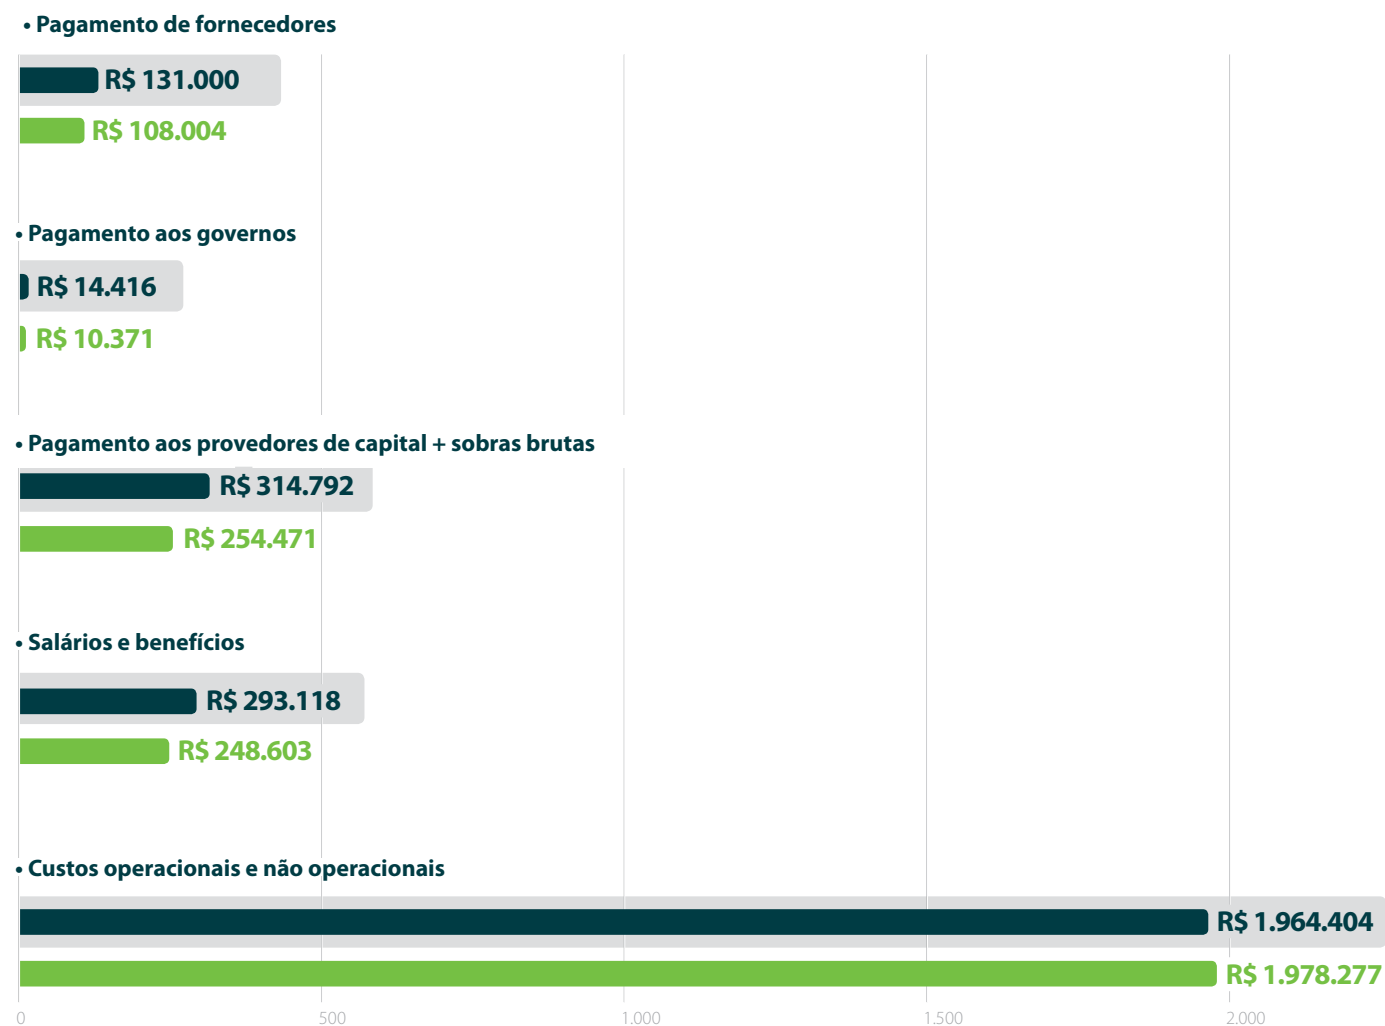 • Pagamento de fornecedores
R$ 131.000
R$ 108.004
• Pagamento aos governos
R$ 14.416
R$ 10.371
• Pagamento aos provedores de capital + sobras brutas
R$ 314.792
R$ 254.471
• Salários e benefícios
R$ 293.118
R$ 248.603
• Custos operacionais e não operacionais
R$ 1.964.404
R$ 1.978.277
0 500 1.000 1.500 2.000